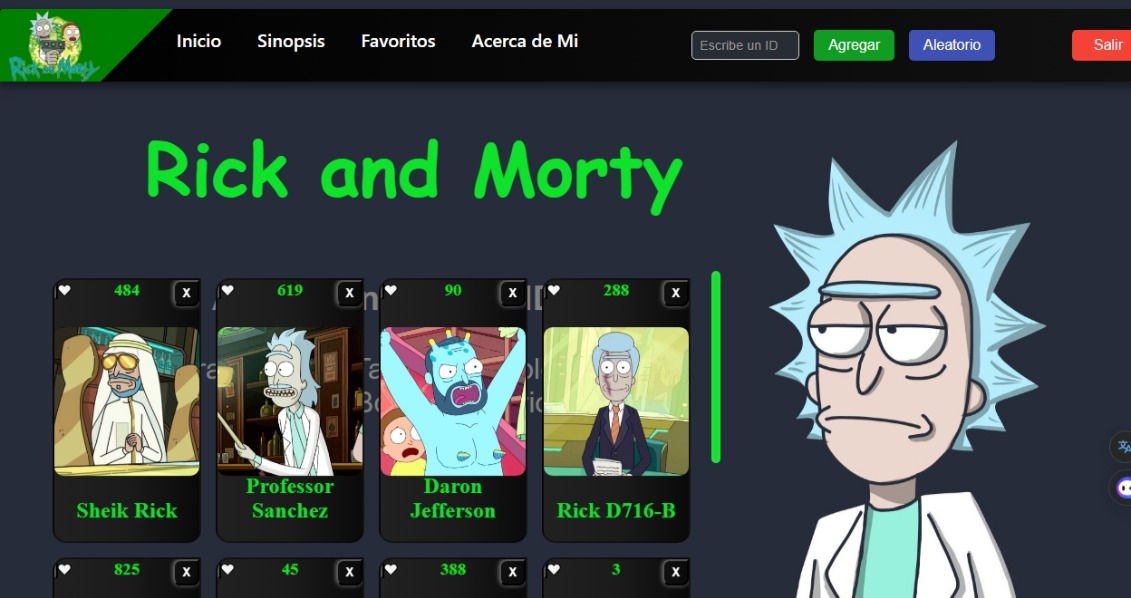 Rick and Morty
Inicio Sinopsis Favoritos Acerca de Mi Escribe un ID Agregar Aleatorio Salir
Rick and Morty
484 X 619 X 90 X 288 X
Sheik Rick
Professor Sanchez
Daron Jefferson
Rick D716-B
825 X 45 X 388 X 3 X